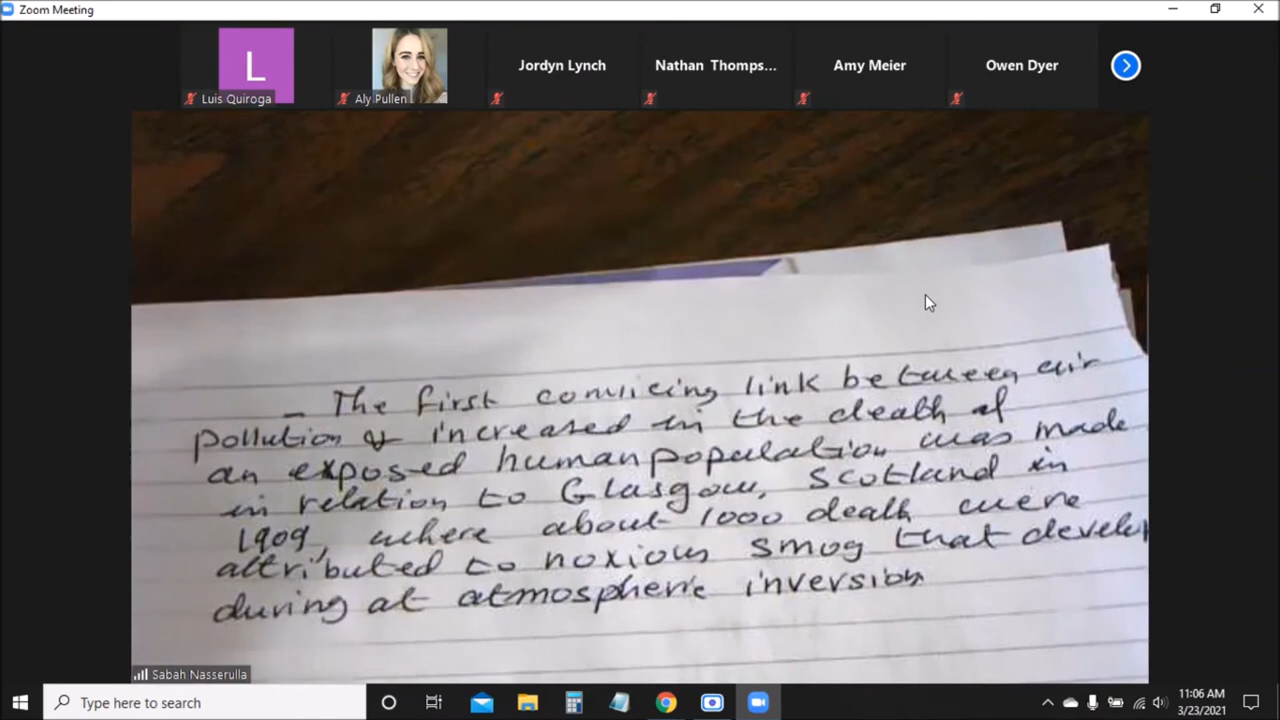 Zoom Meeting
L
Luis Quiroga
Aly Pullen
Jordyn Lynch
Nathan Thomps...
Amy Meier
Owen Dyer
- The first convicing link between air
pollution & increased in the death of
an exposed human population was made
in relation to Glasgow, Scotland in
1909, where about 1000 death were
attributed to noxious smog that develop
during at atmospheric inversion
Sabah Nasserulla
Type here to search
11:06 AM
3/23/2021